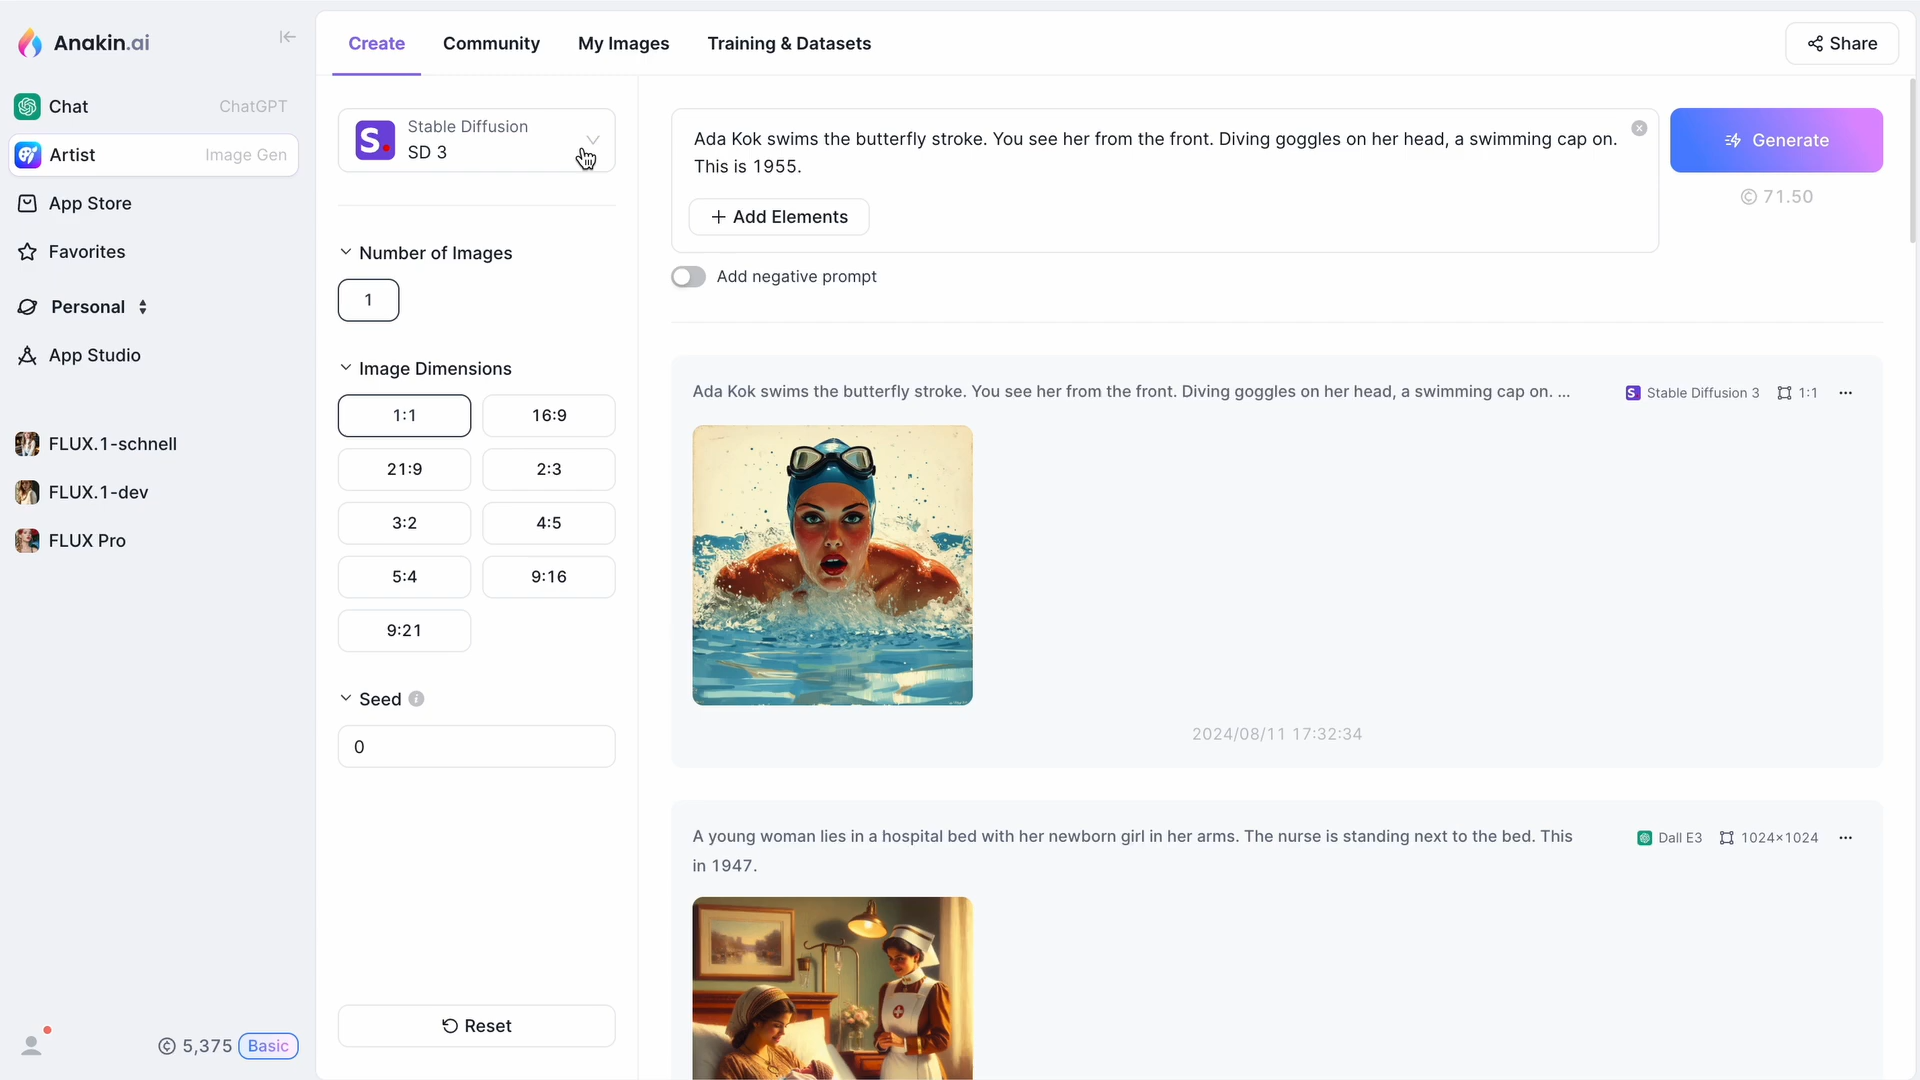 Anakin.ai
Chat
ChatGPT
Artist
Image Gen
App Store
Favorites
Personal
App Studio
FLUX.1-schnell
FLUX.1-dev
FLUX Pro
5,375
Basic
Create
Community
My Images
Training & Datasets
Share
S.
Stable Diffusion
SD 3
Number of Images
1
Image Dimensions
1:1
16:9
21:9
2:3
3:2
4:5
5:4
9:16
9:21
Seed
0
Reset
Ada Kok swims the butterfly stroke. You see her from the front. Diving goggles on her head, a swimming cap on.
This is 1955.
+ Add Elements
Generate
71.50
Add negative prompt
Ada Kok swims the butterfly stroke. You see her from the front. Diving goggles on her head, a swimming cap on. ...
S
Stable Diffusion 3
1:1
2024/08/11 17:32:34
A young woman lies in a hospital bed with her newborn girl in her arms. The nurse is standing next to the bed. This
in 1947.
Dall E3
1024×1024